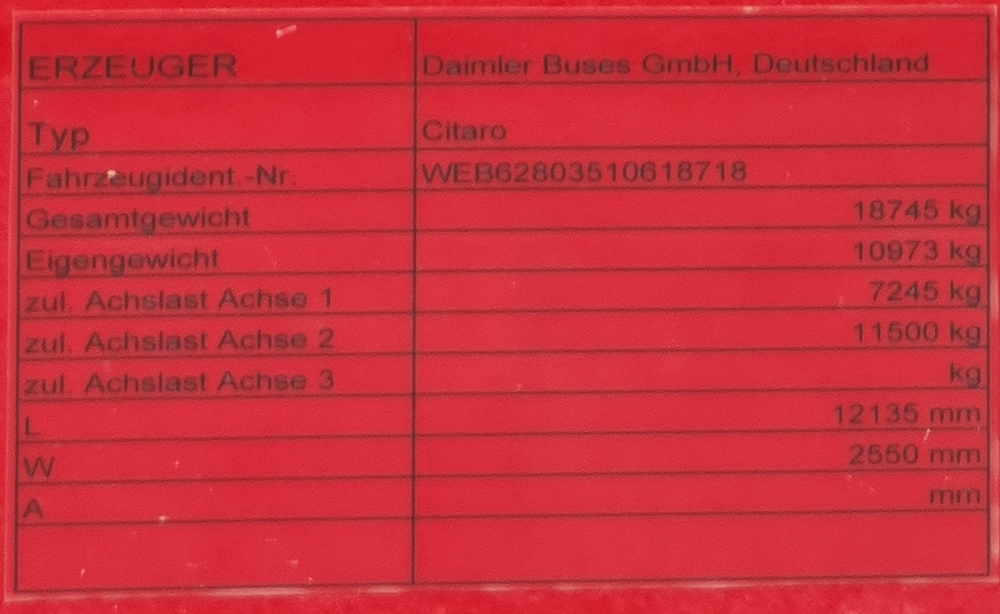 ERZEUGER Daimler Buses GmbH, Deutschland
Typ Citaro
Fahrzeugident.-Nr. WEB62803510618718
Gesamtgewicht 18745 kg
Eigengewicht 10973 kg
zul. Achslast Achse 1 7245 kg
zul. Achslast Achse 2 11500 kg
zul. Achslast Achse 3 kg
L 12135 mm
W 2550 mm
A mm